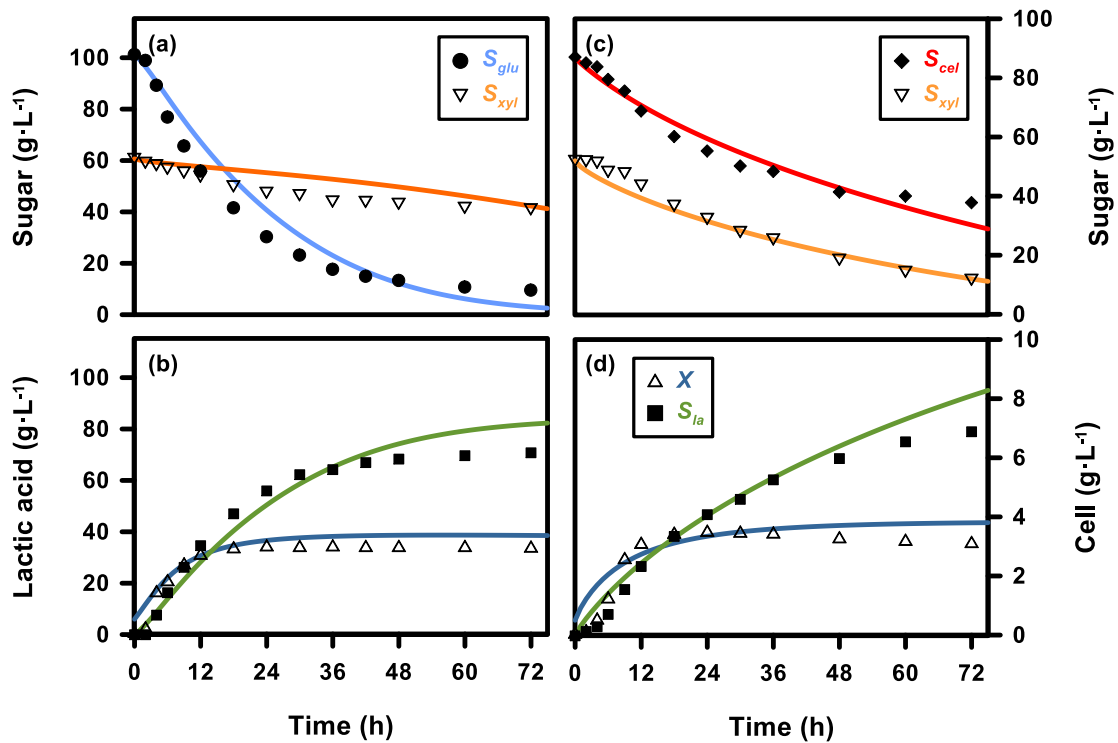 (a)
S_glu
S_xyl
100
80
60
40
20
0
Sugar (g·L⁻¹)
(c)
S_cel
S_xyl
100
80
60
40
20
0
Sugar (g·L⁻¹)
(b)
100
80
60
40
20
0
Lactic acid (g·L⁻¹)
0 12 24 36 48 60 72
Time (h)
(d)
X
S_la
10
8
6
4
2
0
Cell (g·L⁻¹)
0 12 24 36 48 60 72
Time (h)